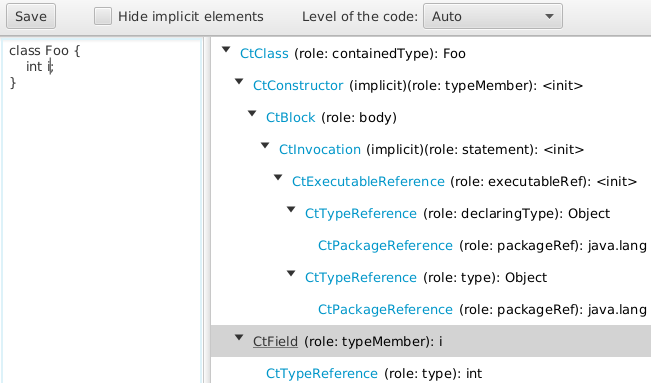 Save
Hide implicit elements
Level of the code:
Auto
class Foo {
int i;
}
CtClass (role: containedType): Foo
CtConstructor (implicit)(role: typeMember): <init>
CtBlock (role: body)
CtInvocation (implicit)(role: statement): <init>
CtExecutableReference (role: executableRef): <init>
CtTypeReference (role: declaringType): Object
CtPackageReference (role: packageRef): java.lang
CtTypeReference (role: type): Object
CtPackageReference (role: packageRef): java.lang
CtField (role: typeMember): i
CtTypeReference (role: type): int